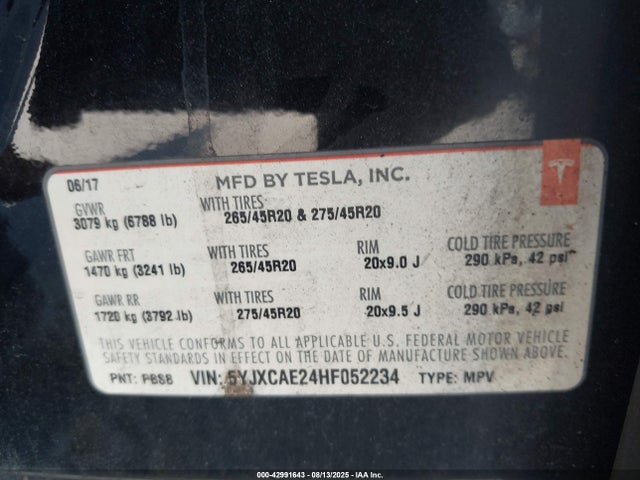 06/17 MFD BY TESLA, INC.
GVWR WITH TIRES
3079 kg (6788 lb) 265/45R20 & 275/45R20
GAWR FRT WITH TIRES RIM COLD TIRE PRESSURE
1470 kg (3241 lb) 265/45R20 20x9.0 J 290 kPa, 42 psi
GAWR RR WITH TIRES RIM COLD TIRE PRESSURE
1720 kg (3792 lb) 275/45R20 20x9.5 J 290 kPa, 42 psi
THIS VEHICLE CONFORMS TO ALL APPLICABLE U.S. FEDERAL MOTOR VEHICLE
SAFETY STANDARDS IN EFFECT ON THE DATE OF MANUFACTURE SHOWN ABOVE.
PNT: PBSB VIN: 5YJXCAE24HF052234 TYPE: MPV
000-42991643 - 08/13/2025 - IAA Inc.